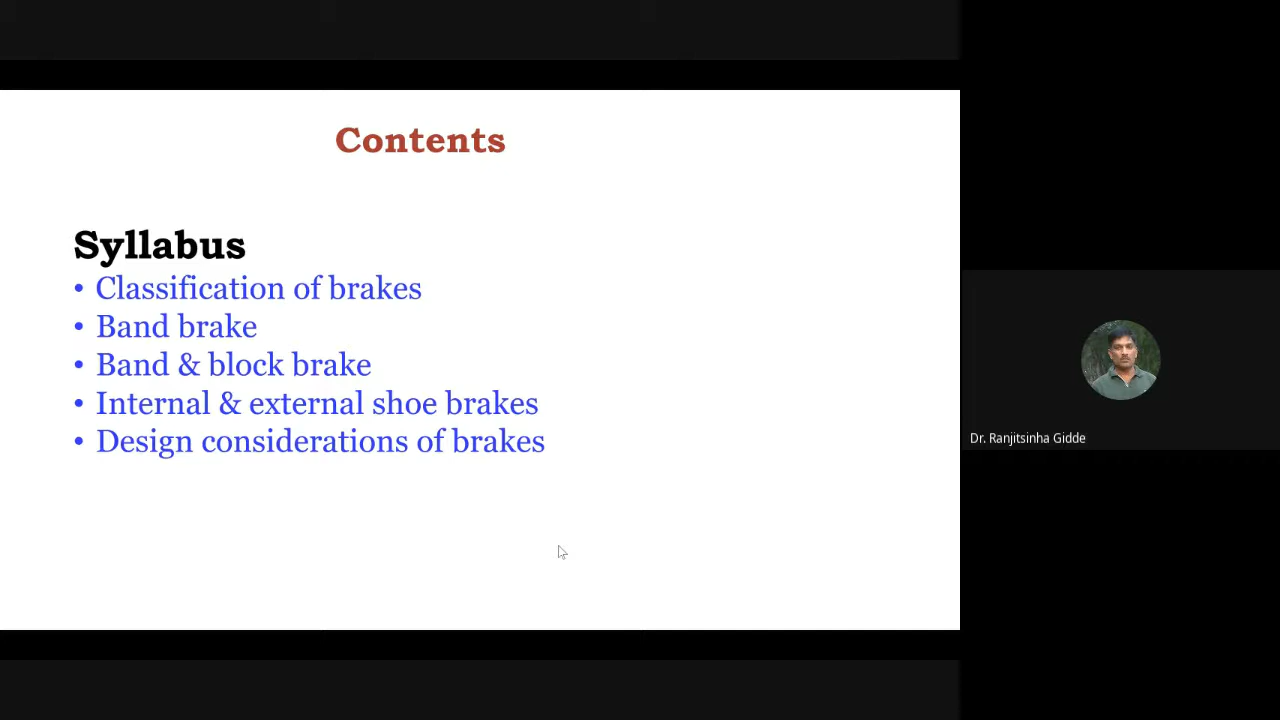 Contents
Syllabus
• Classification of brakes
• Band brake
• Band & block brake
• Internal & external shoe brakes
• Design considerations of brakes
Dr. Ranjitsinha Gidde